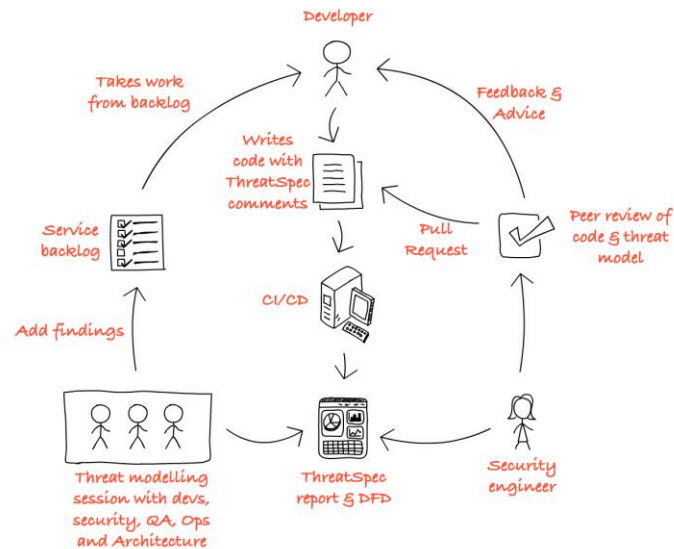 Developer
Takes work
from backlog
Feedback &
Advice
Writes
code with
ThreatSpec
comments
Service
backlog
Pull
Request
Peer review of
code & threat
model
CI/CD
Add findings
Threat modelling
session with devs,
security, QA, Ops
and Architecture
ThreatSpec
report & DFD
Security
engineer